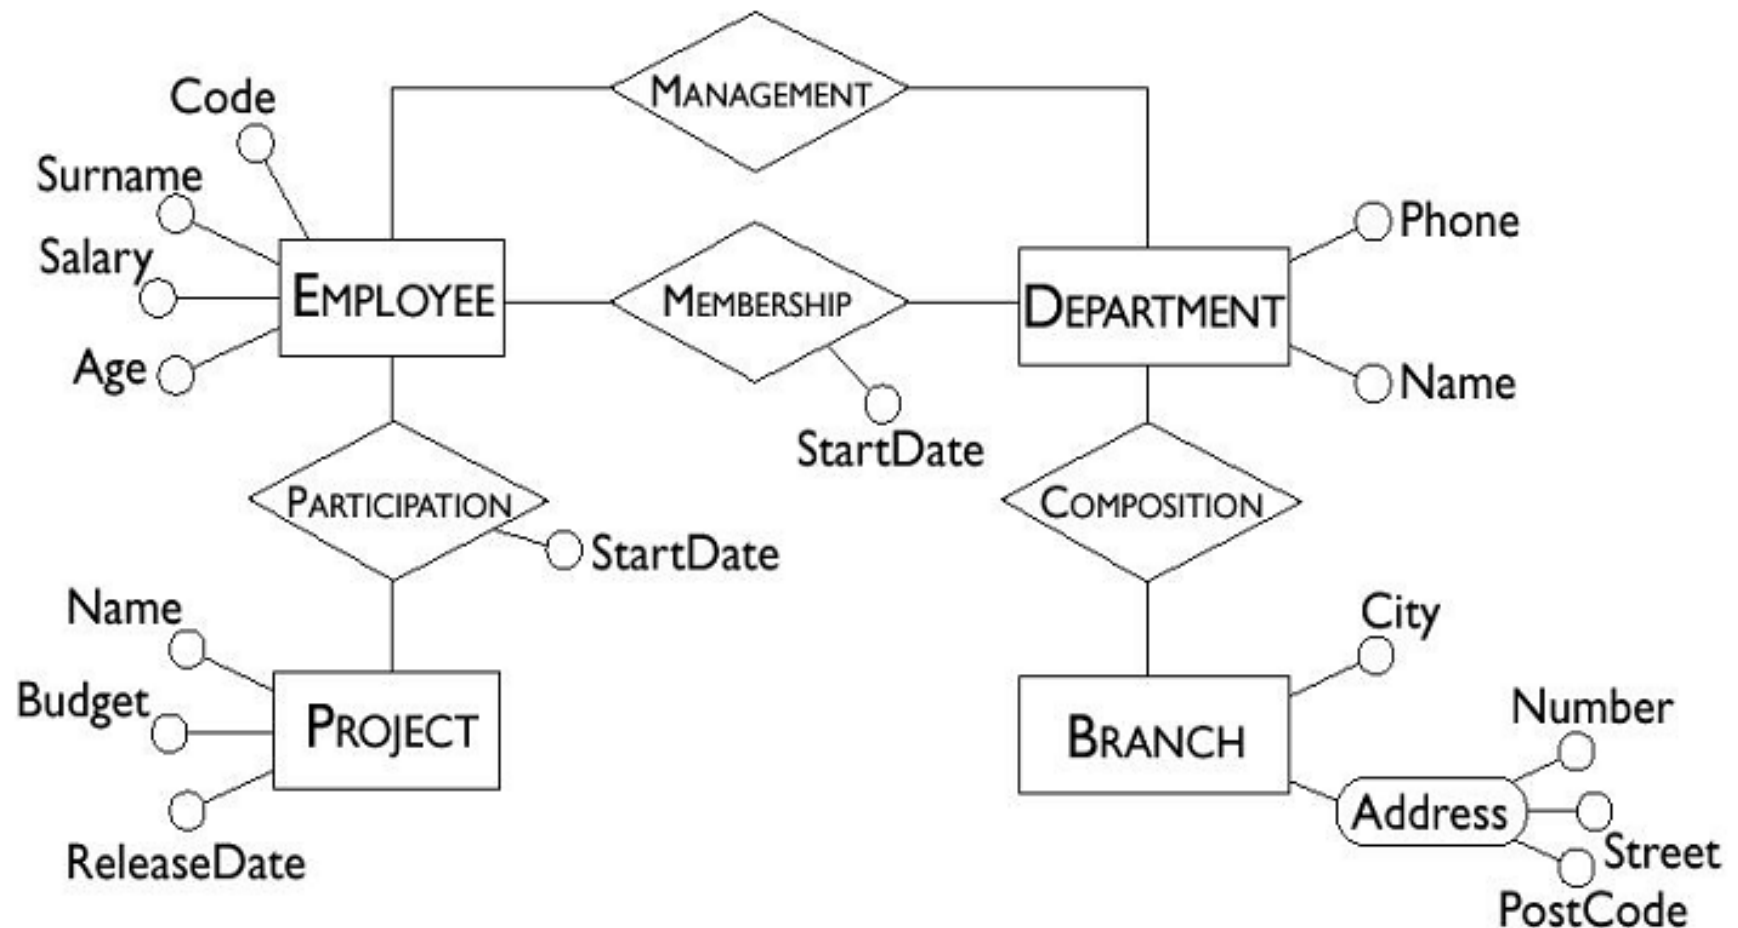 MANAGEMENT
Code
Surname
Salary
Age
EMPLOYEE
MEMBERSHIP
StartDate
DEPARTMENT
Phone
Name
PARTICIPATION
StartDate
COMPOSITION
Name
Budget
ReleaseDate
PROJECT
BRANCH
City
Address
Number
Street
PostCode